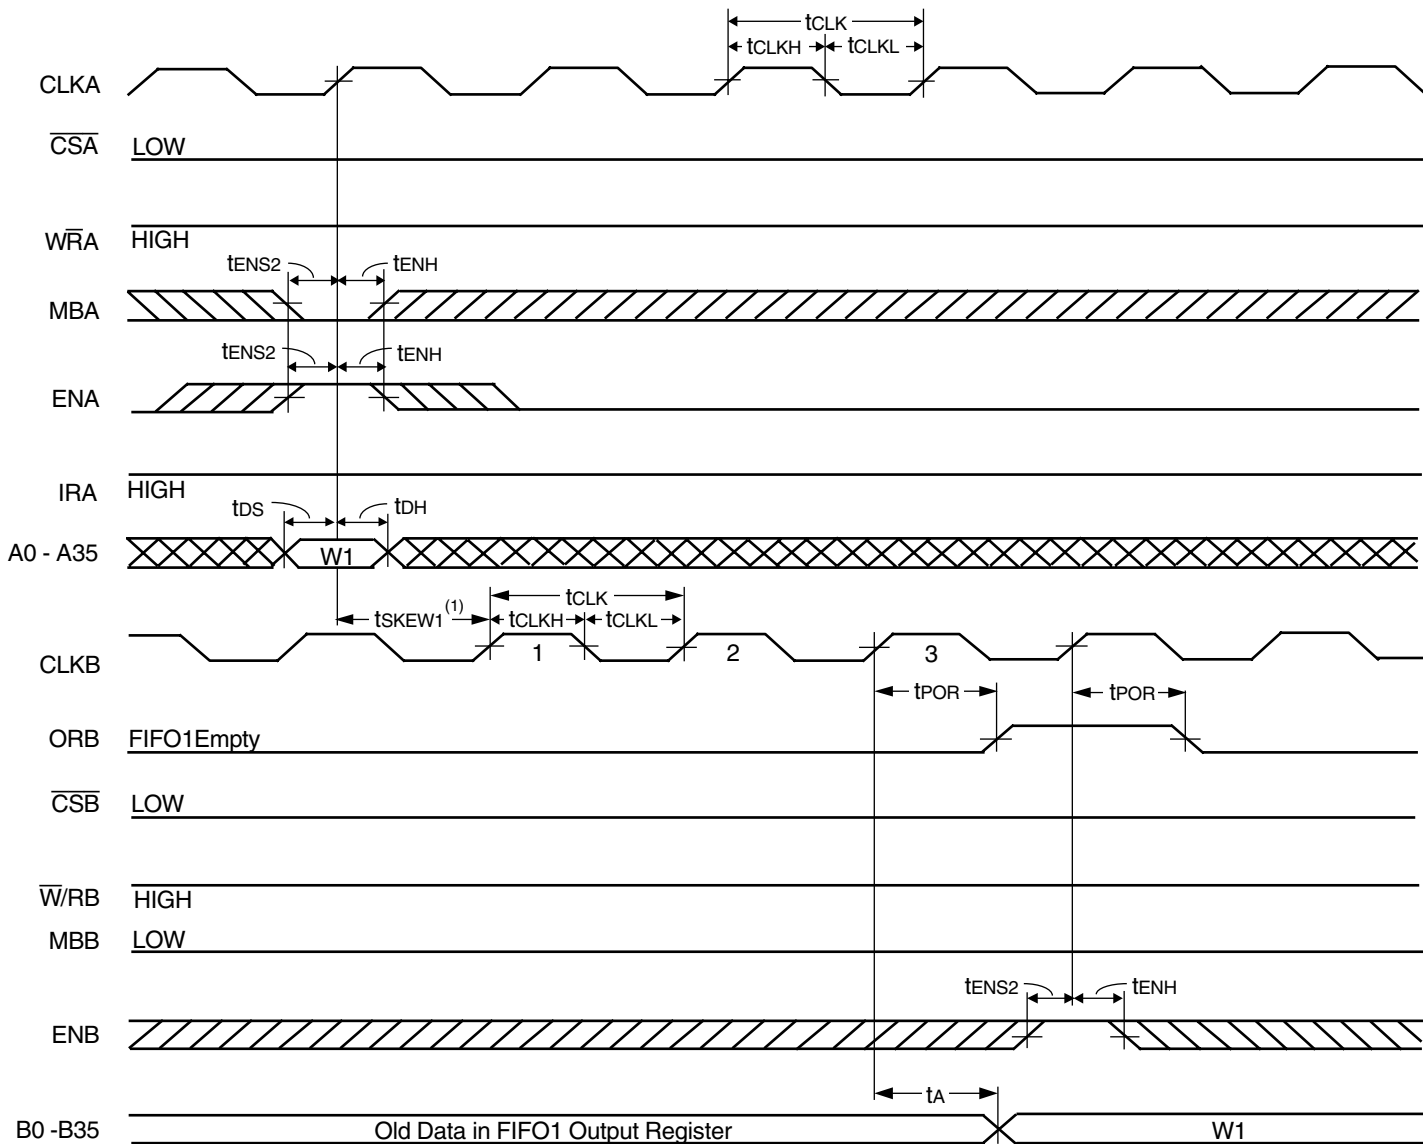 tCLK
tCLKH tCLKL
CLKA
CSA LOW
WRA HIGH
tENS2 tENH
MBA
tENS2 tENH
ENA
IRA HIGH
tDS tDH
A0 - A35 W1
tSKEW1(1) tCLK
tCLKH tCLKL
CLKB 1 2 3
tPOR tPOR
ORB FIFO1Empty
CSB LOW
W/RB HIGH
MBB LOW
tENS2 tENH
ENB
tA
B0 -B35 Old Data in FIFO1 Output Register W1